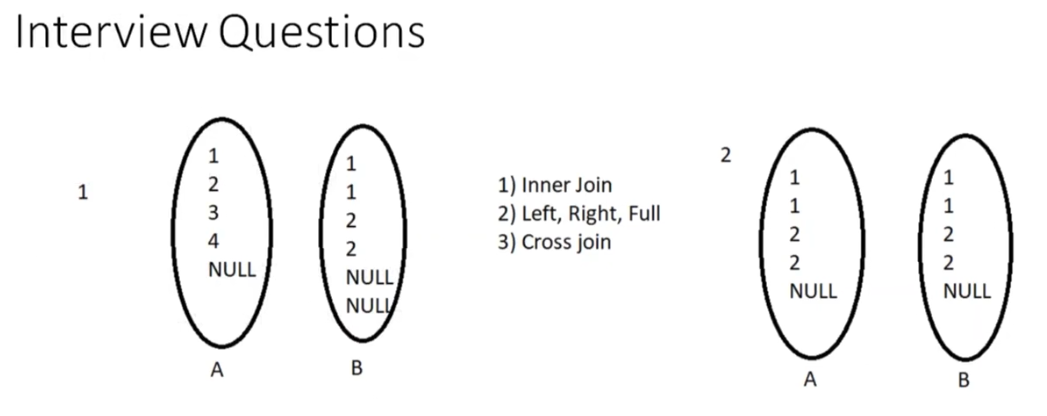 Interview Questions
1
1
2
3
4
NULL
A
1
1
2
2
NULL
NULL
B
1) Inner Join
2) Left, Right, Full
3) Cross join
2
1
1
2
2
NULL
A
1
1
2
2
NULL
B